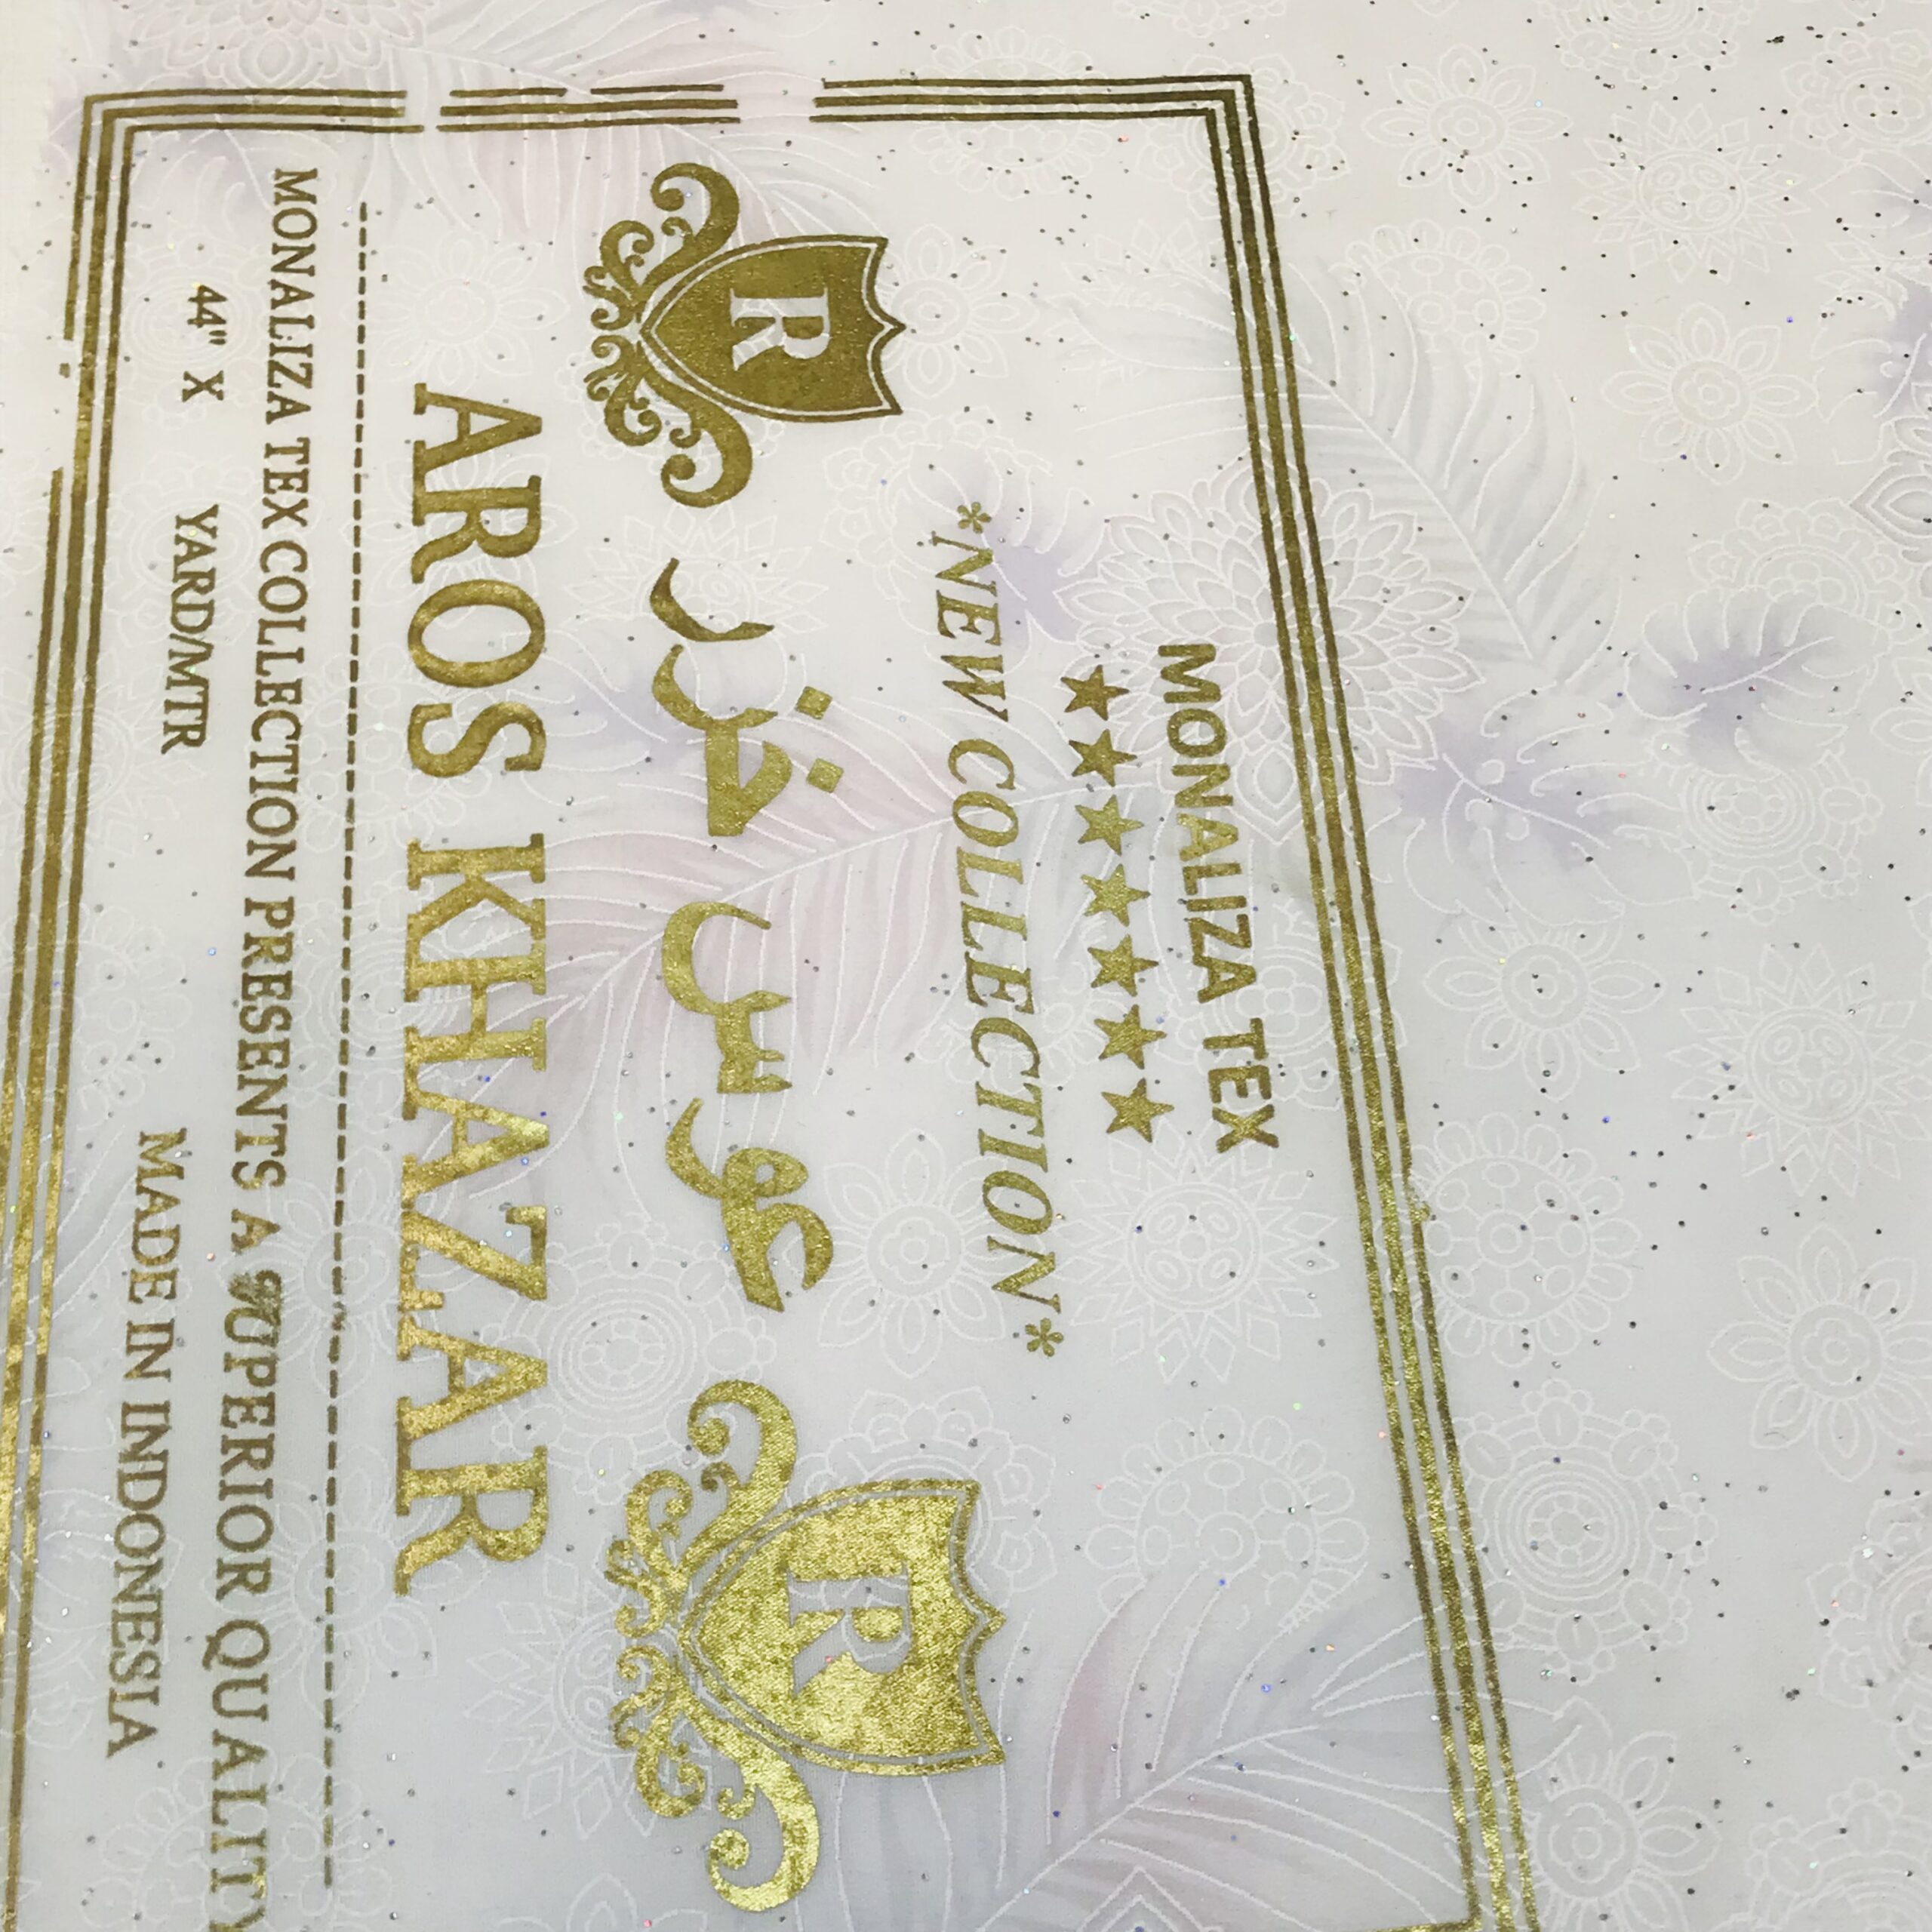 MONALIZA TEX
*NEW COLLECTION*
R عوس خزر R
AROS KHAZAR
MONALIZA TEX COLLECTION PRESENTS A SUPERIOR QUALITY
44" X YARD/MTR MADE IN INDONESIA